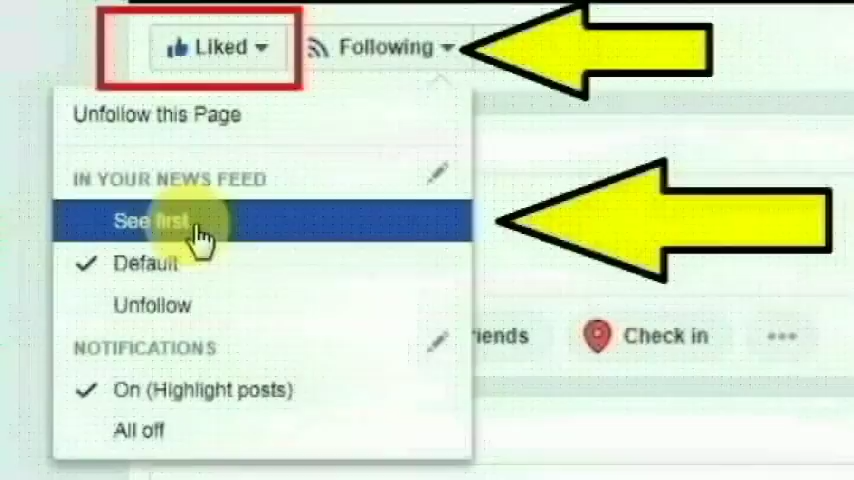 Liked Following
Unfollow this Page
IN YOUR NEWS FEED
See first
Default
Unfollow
riends Check in
NOTIFICATIONS
On (Highlight posts)
All off